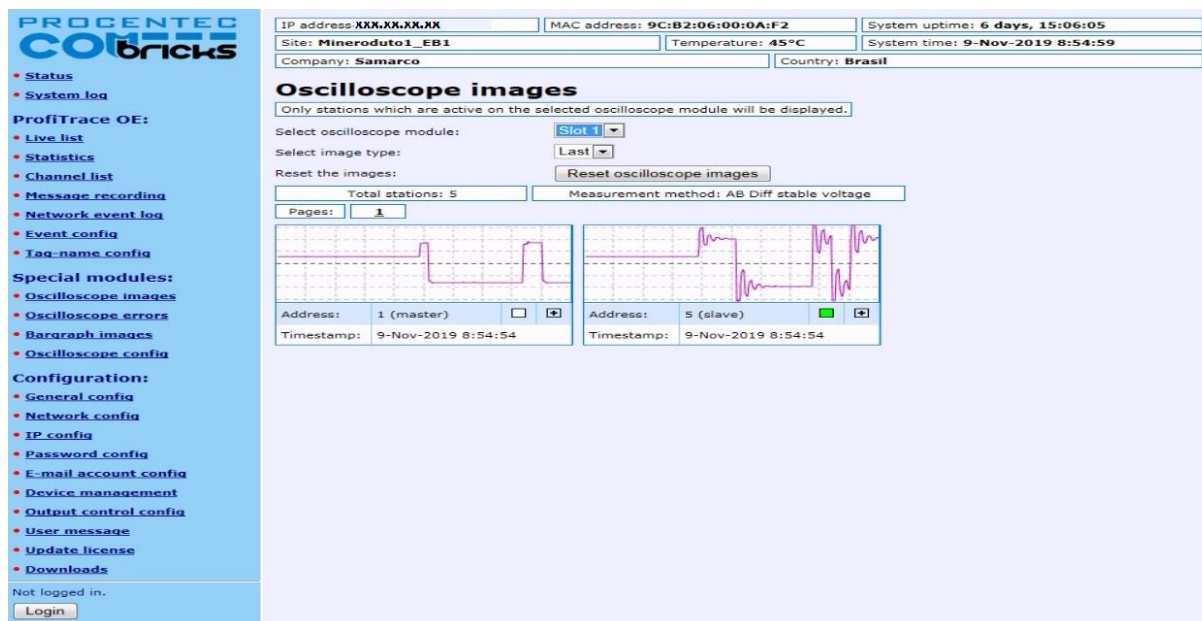 PROCENTEC
COMbricks
• Status
• System log
ProfiTrace OE:
• Live list
• Statistics
• Channel list
• Message recording
• Network event log
• Event config
• Tag-name config
Special modules:
• Oscilloscope images
• Oscilloscope errors
• Bargraph images
• Oscilloscope config
Configuration:
• General config
• Network config
• IP config
• Password config
• E-mail account config
• Device management
• Output control config
• User message
• Update license
• Downloads
Not logged in.
Login
IP address XXX.XX.XX.XX MAC address: 9C:B2:06:00:0A:F2 System uptime: 6 days, 15:06:05
Site: Mineroduto1_EB1 Temperature: 45°C System time: 9-Nov-2019 8:54:59
Company: Samarco Country: Brasil
Oscilloscope images
Only stations which are active on the selected oscilloscope module will be displayed.
Select oscilloscope module: Slot 1
Select image type: Last
Reset the images: Reset oscilloscope images
Total stations: 5 Measurement method: AB Diff stable voltage
Pages: 1
Address: 1 (master) Address: 5 (slave)
Timestamp: 9-Nov-2019 8:54:54 Timestamp: 9-Nov-2019 8:54:54